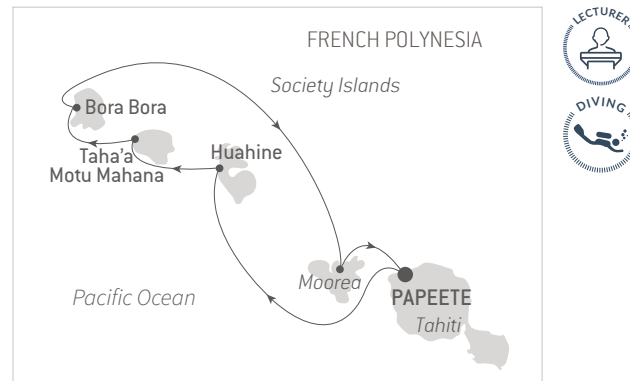 FRENCH POLYNESIA
Society Islands
Bora Bora
Taha'a
Motu Mahana
Huahine
Moorea
PAPEETE
Tahiti
Pacific Ocean
LECTURER
DIVING